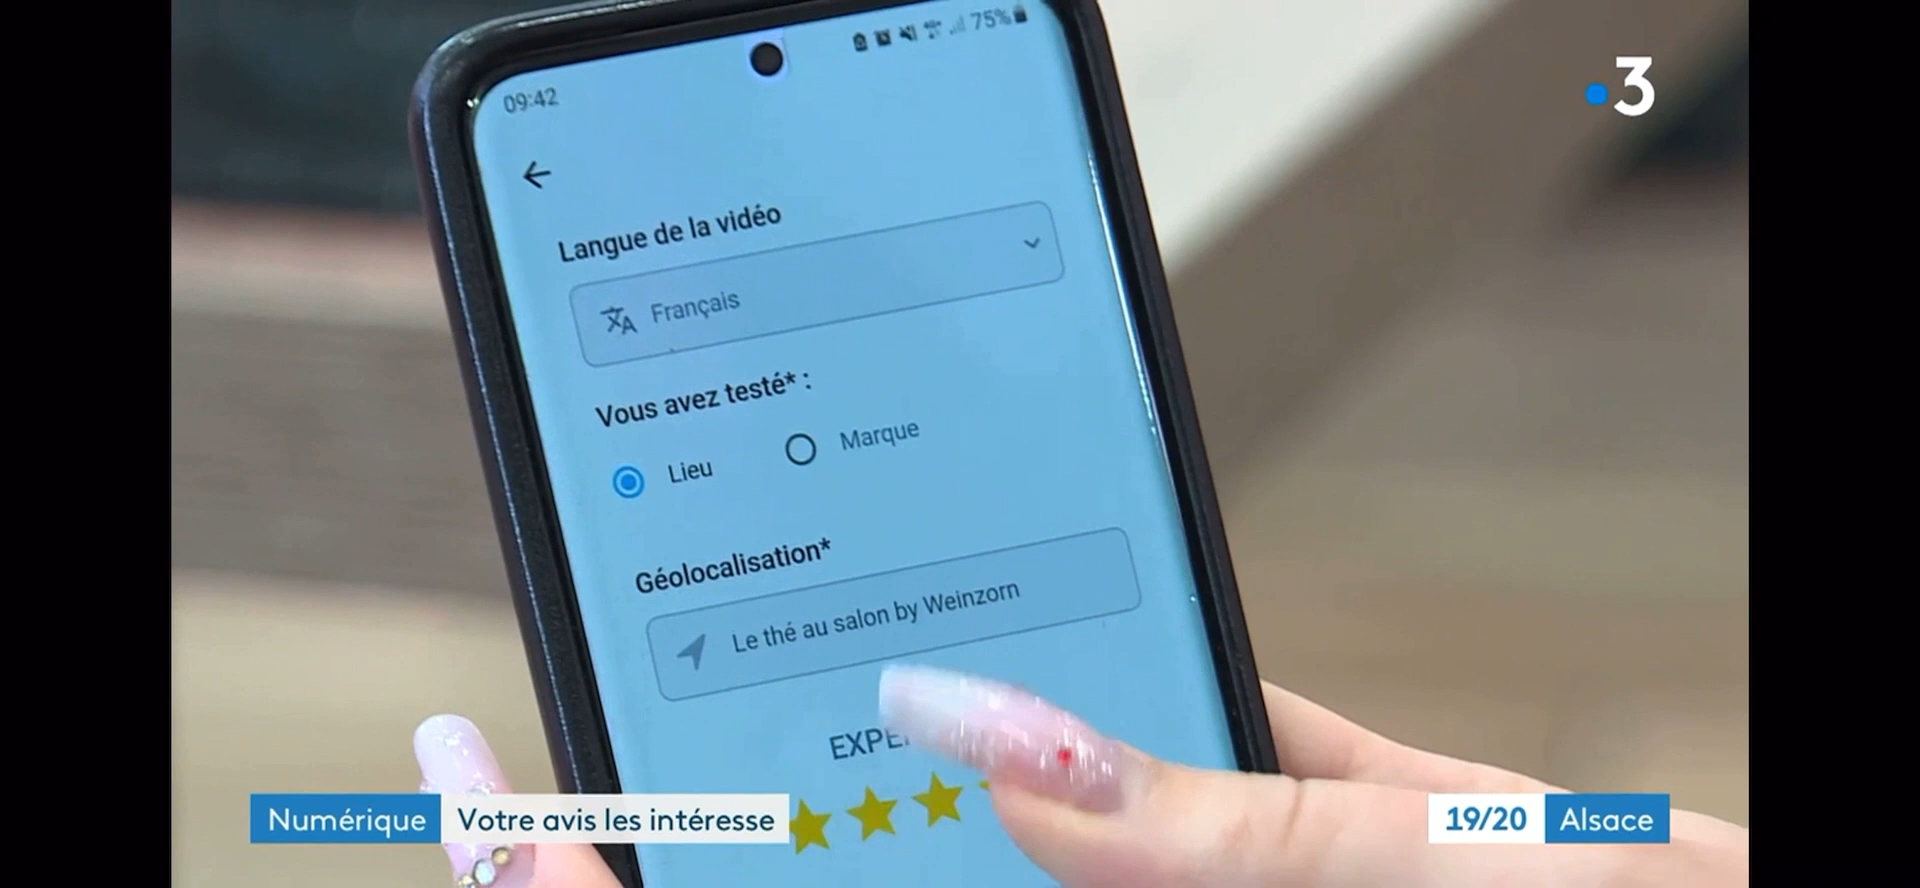 75%
3
09:42
Langue de la vidéo
Français
Vous avez testé* :
Lieu
Marque
Géolocalisation*
Le thé au salon by Weinzorn
Numérique
Votre avis les intéresse
19/20
Alsace